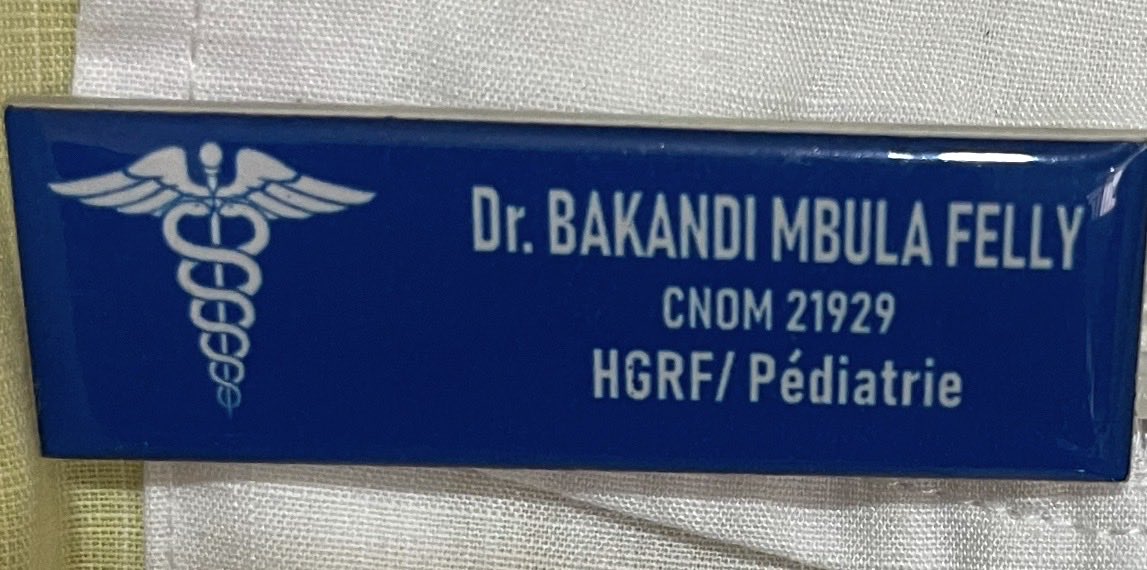 Dr. BAKANDI MBULA FELLY
CNOM 21929
HGRF/ Pédiatrie